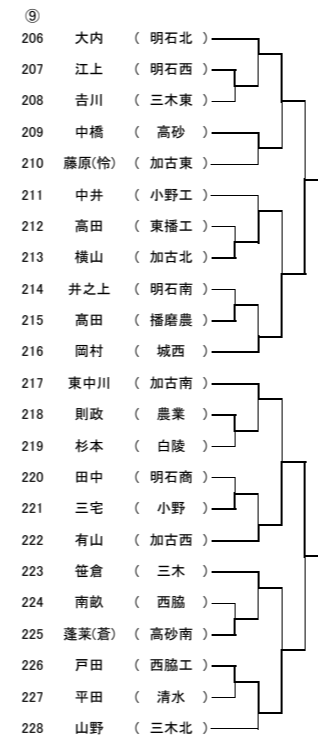 ⑨
206 大内 ( 明石北 )
207 江上 ( 明石西 )
208 𠮷川 ( 三木東 )
209 中橋 ( 高砂 )
210 藤原(怜) ( 加古東 )
211 中井 ( 小野工 )
212 高田 ( 東播工 )
213 横山 ( 加古北 )
214 井之上 ( 明石南 )
215 髙田 ( 播磨農 )
216 岡村 ( 城西 )
217 東中川 ( 加古南 )
218 則政 ( 農業 )
219 杉本 ( 白陵 )
220 田中 ( 明石商 )
221 三宅 ( 小野 )
222 有山 ( 加古西 )
223 笹倉 ( 三木 )
224 南畝 ( 西脇 )
225 蓬莱(蒼) ( 高砂南 )
226 戸田 ( 西脇工 )
227 平田 ( 清水 )
228 山野 ( 三木北 )